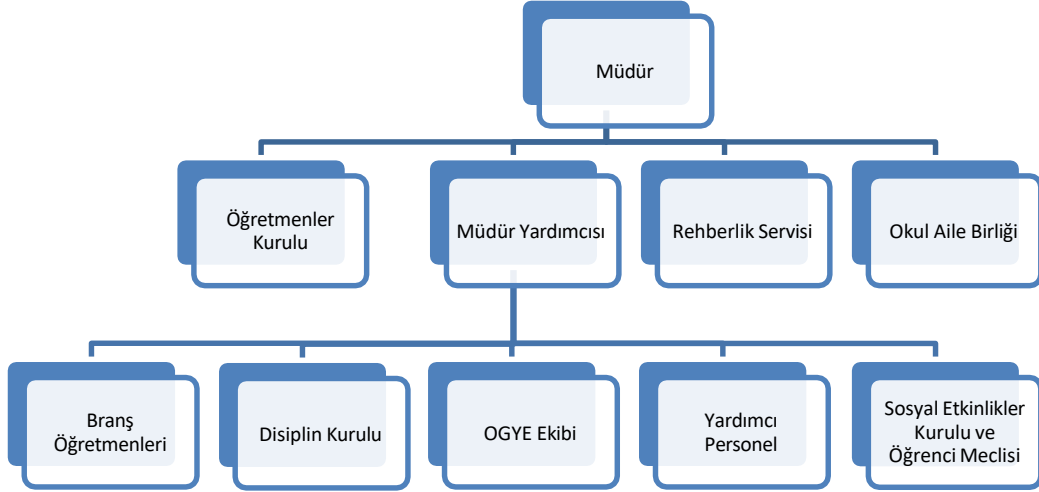 Müdür
Öğretmenler
Kurulu
Müdür Yardımcısı
Rehberlik Servisi
Okul Aile Birliği
Branş
Öğretmenleri
Disiplin Kurulu
OGYE Ekibi
Yardımcı
Personel
Sosyal Etkinlikler
Kurulu ve
Öğrenci Meclisi